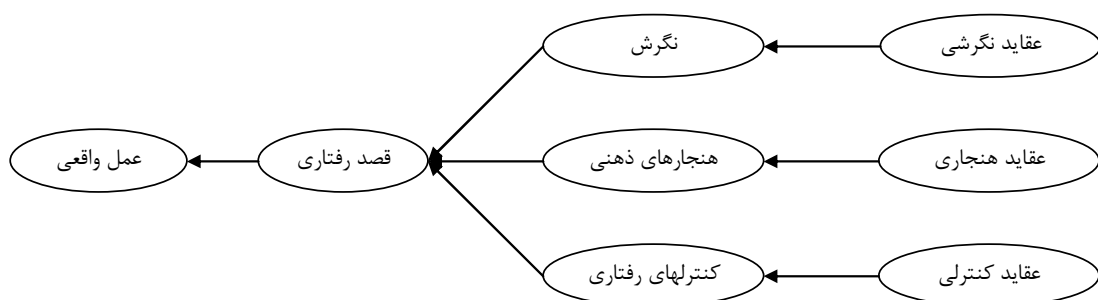 عقاید نگرشی
نگرش
عقاید هنجاری
هنجارهای ذهنی
قصد رفتاری
عمل واقعی
عقاید کنترلی
کنترلهای رفتاری